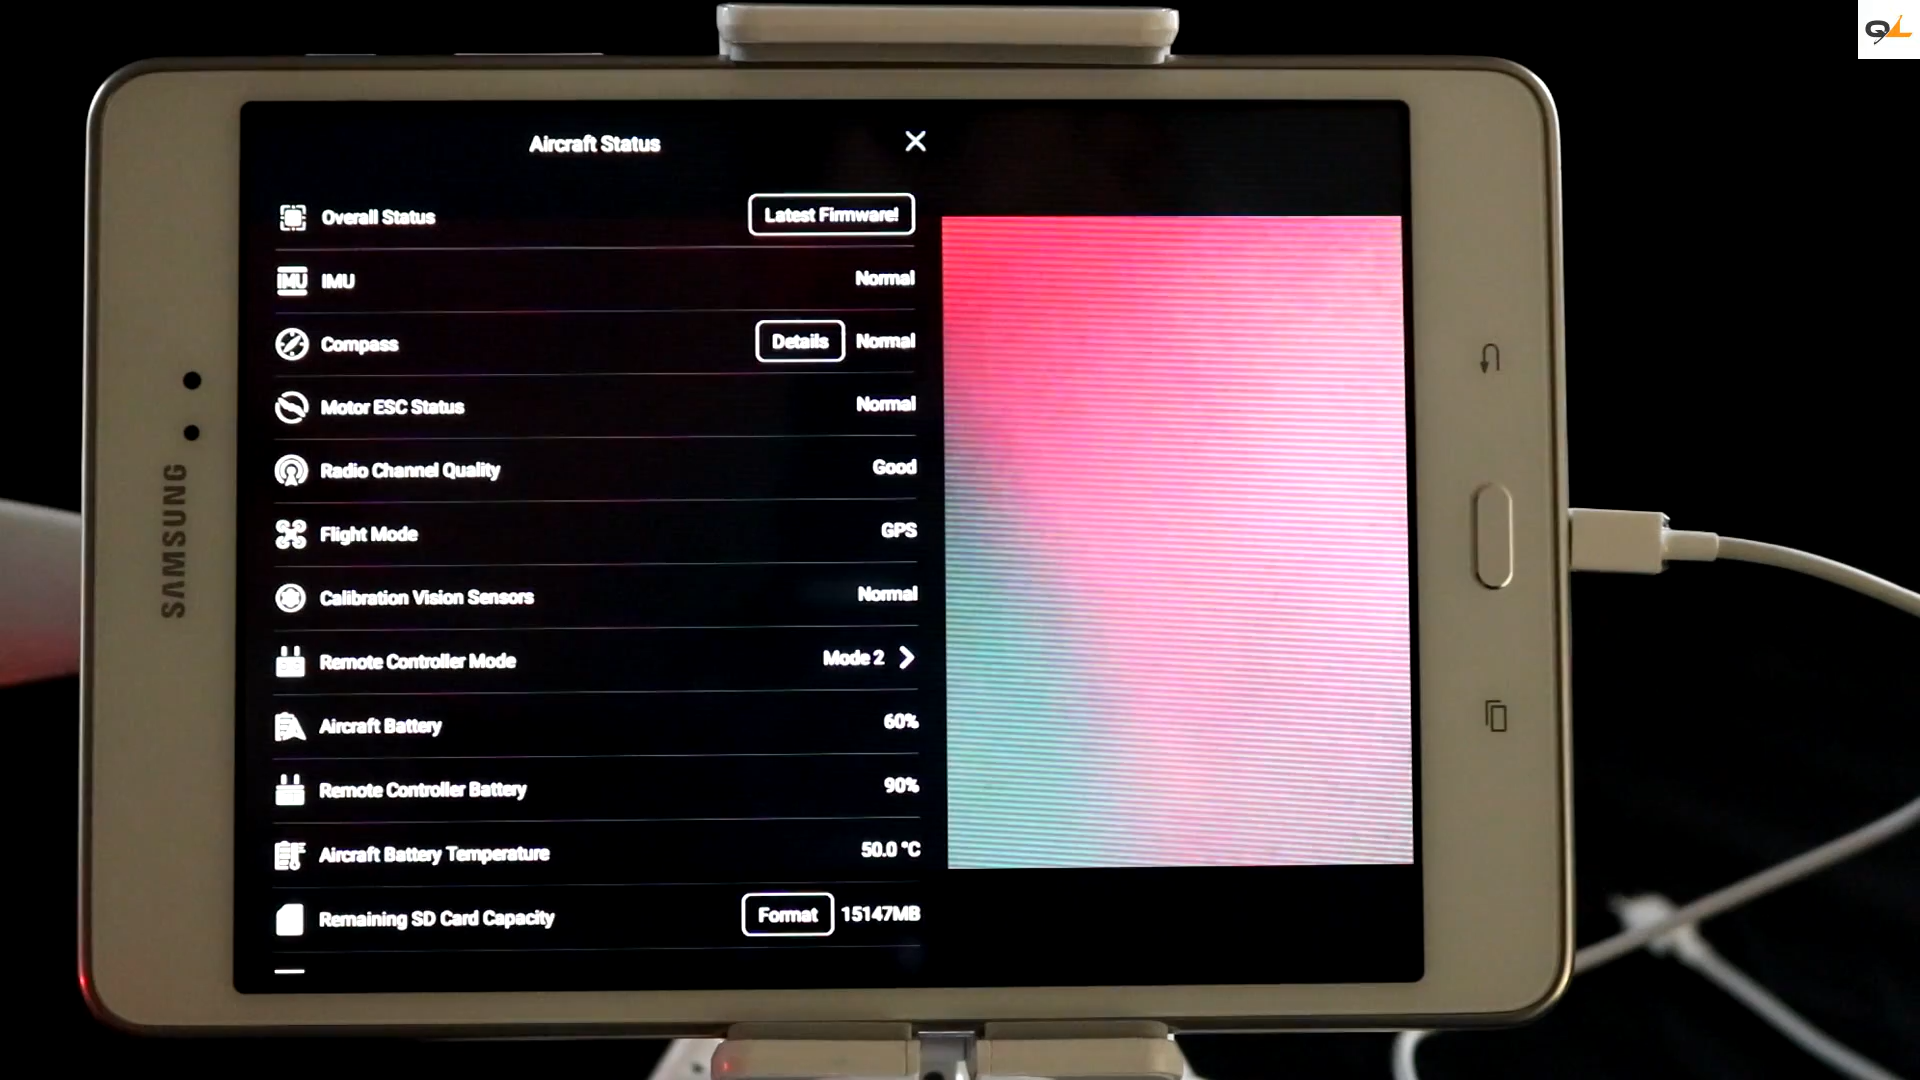 QL
Aircraft Status
Overall Status Latest Firmware!
IMU IMU Normal
Compass Details Normal
Motor ESC Status Normal
Radio Channel Quality Good
Flight Mode GPS
Calibration Vision Sensors Normal
Remote Controller Mode Mode 2
Aircraft Battery 60%
Remote Controller Battery 90%
Aircraft Battery Temperature 50.0 °C
Remaining SD Card Capacity Format 15147MB
SAMSUNG